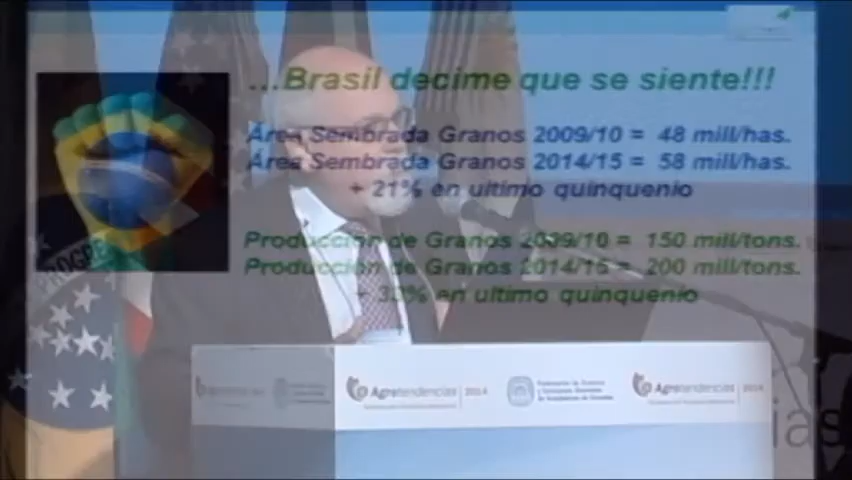 ...Brasil decime que se siente!!!
Área Sembrada Granos 2009/10 = 48 mill/has.
Área Sembrada Granos 2014/15 = 58 mill/has.
+ 21% en ultimo quinquenio
Producción de Granos 2009/10 = 150 mill/tons.
Producción de Granos 2014/15 = 200 mill/tons.
+ 33% en ultimo quinquenio
PROGRE
Agrotendencias 2014
Agrotendencias 2014
ias